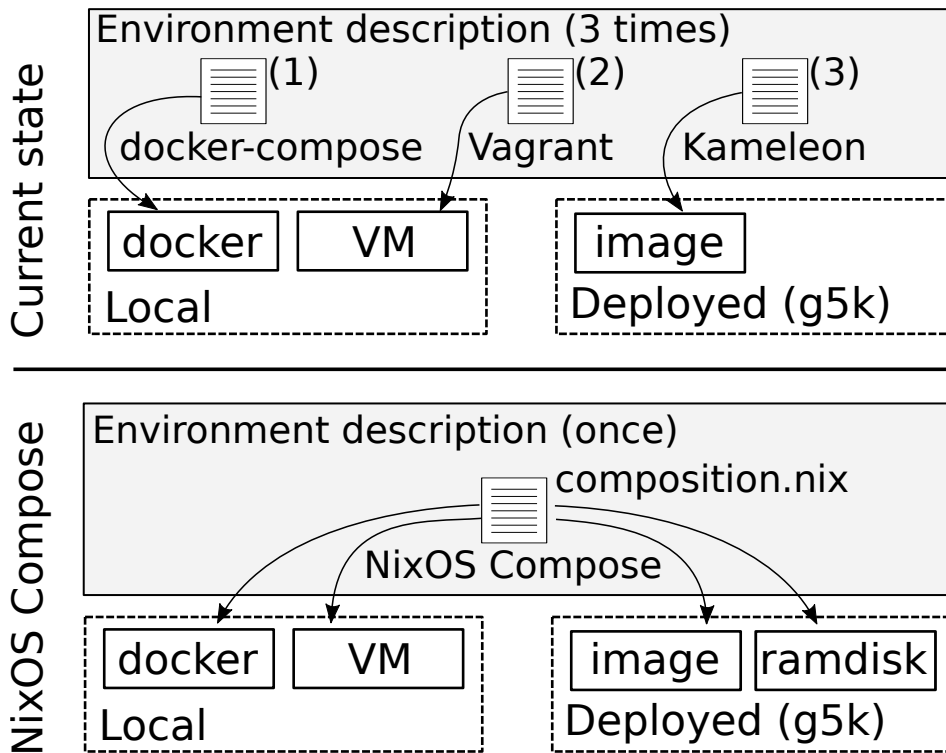 Current state
Environment description (3 times)
(1)
(2)
(3)
docker-compose
Vagrant
Kameleon
docker
VM
image
Local
Deployed (g5k)
NixOS Compose
Environment description (once)
composition.nix
NixOS Compose
docker
VM
image
ramdisk
Local
Deployed (g5k)